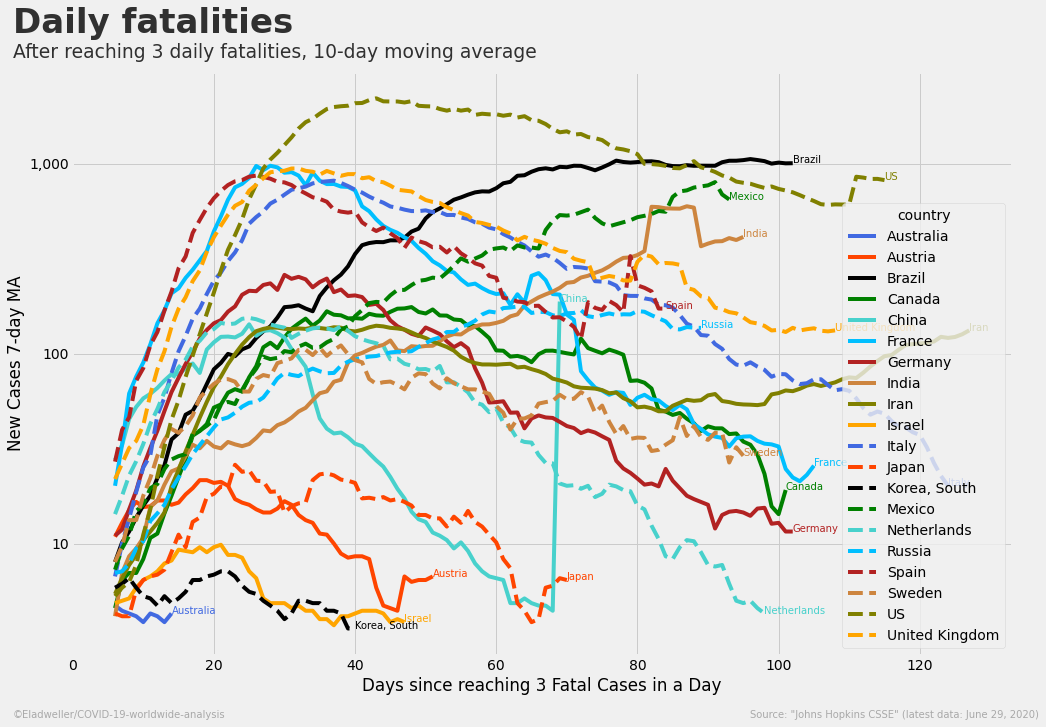 Daily fatalities
After reaching 3 daily fatalities, 10-day moving average
New Cases 7-day MA
1,000
100
10
0
20
40
60
80
100
120
Days since reaching 3 Fatal Cases in a Day
Brazil
US
Mexico
India
China
Spain
Russia
United Kingdom
Iran
Sweden
France
Italy
Canada
Germany
Austria
Japan
Australia
Israel
Korea, South
Netherlands
country
Australia
Austria
Brazil
Canada
China
France
Germany
India
Iran
Israel
Italy
Japan
Korea, South
Mexico
Netherlands
Russia
Spain
Sweden
US
United Kingdom
©Eladweller/COVID-19-worldwide-analysis
Source: "Johns Hopkins CSSE" (latest data: June 29, 2020)